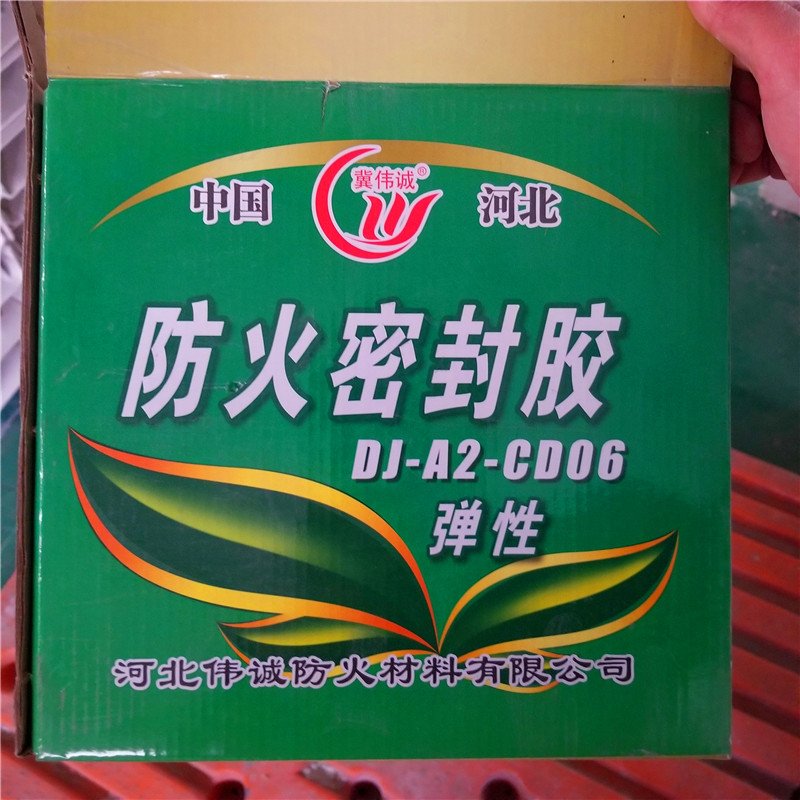 冀伟诚®
中国 河北
防火密封胶
DJ-A2-CD06
弹性
河北伟诚防火材料有限公司